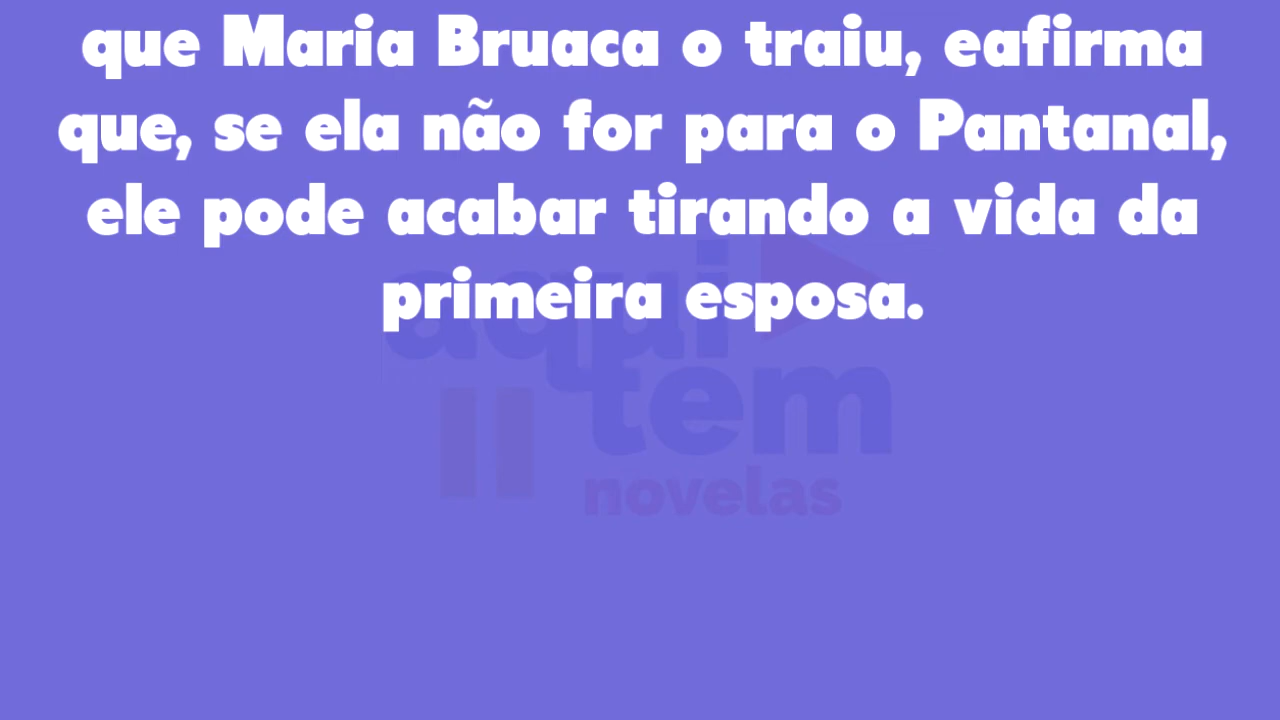 que Maria Bruaca o traiu, eafirma
que, se ela não for para o Pantanal,
ele pode acabar tirando a vida da
primeira esposa.
aqui
tem
novelas